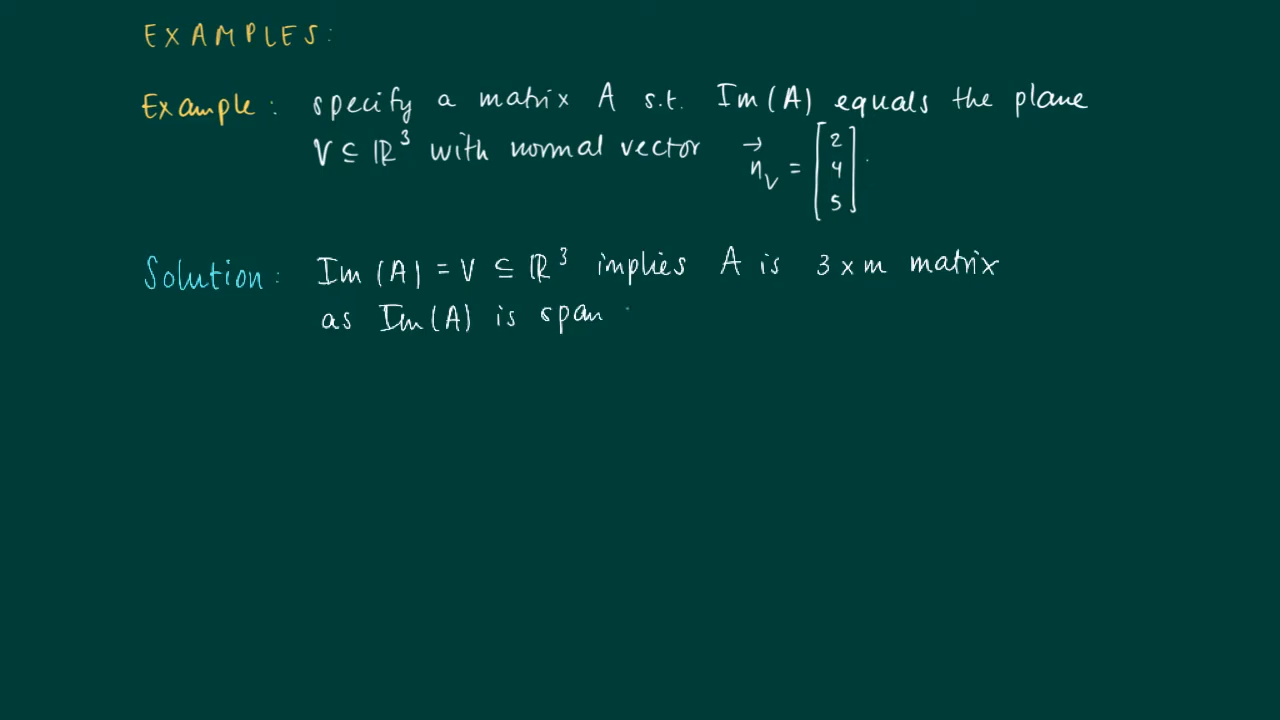 EXAMPLES:
Example: specify a matrix A s.t. Im(A) equals the plane
V ⊆ ℝ³ with normal vector n⃗_V = [2 4 5].
Solution: Im(A) = V ⊆ ℝ³ implies A is 3 x m matrix
as Im(A) is span